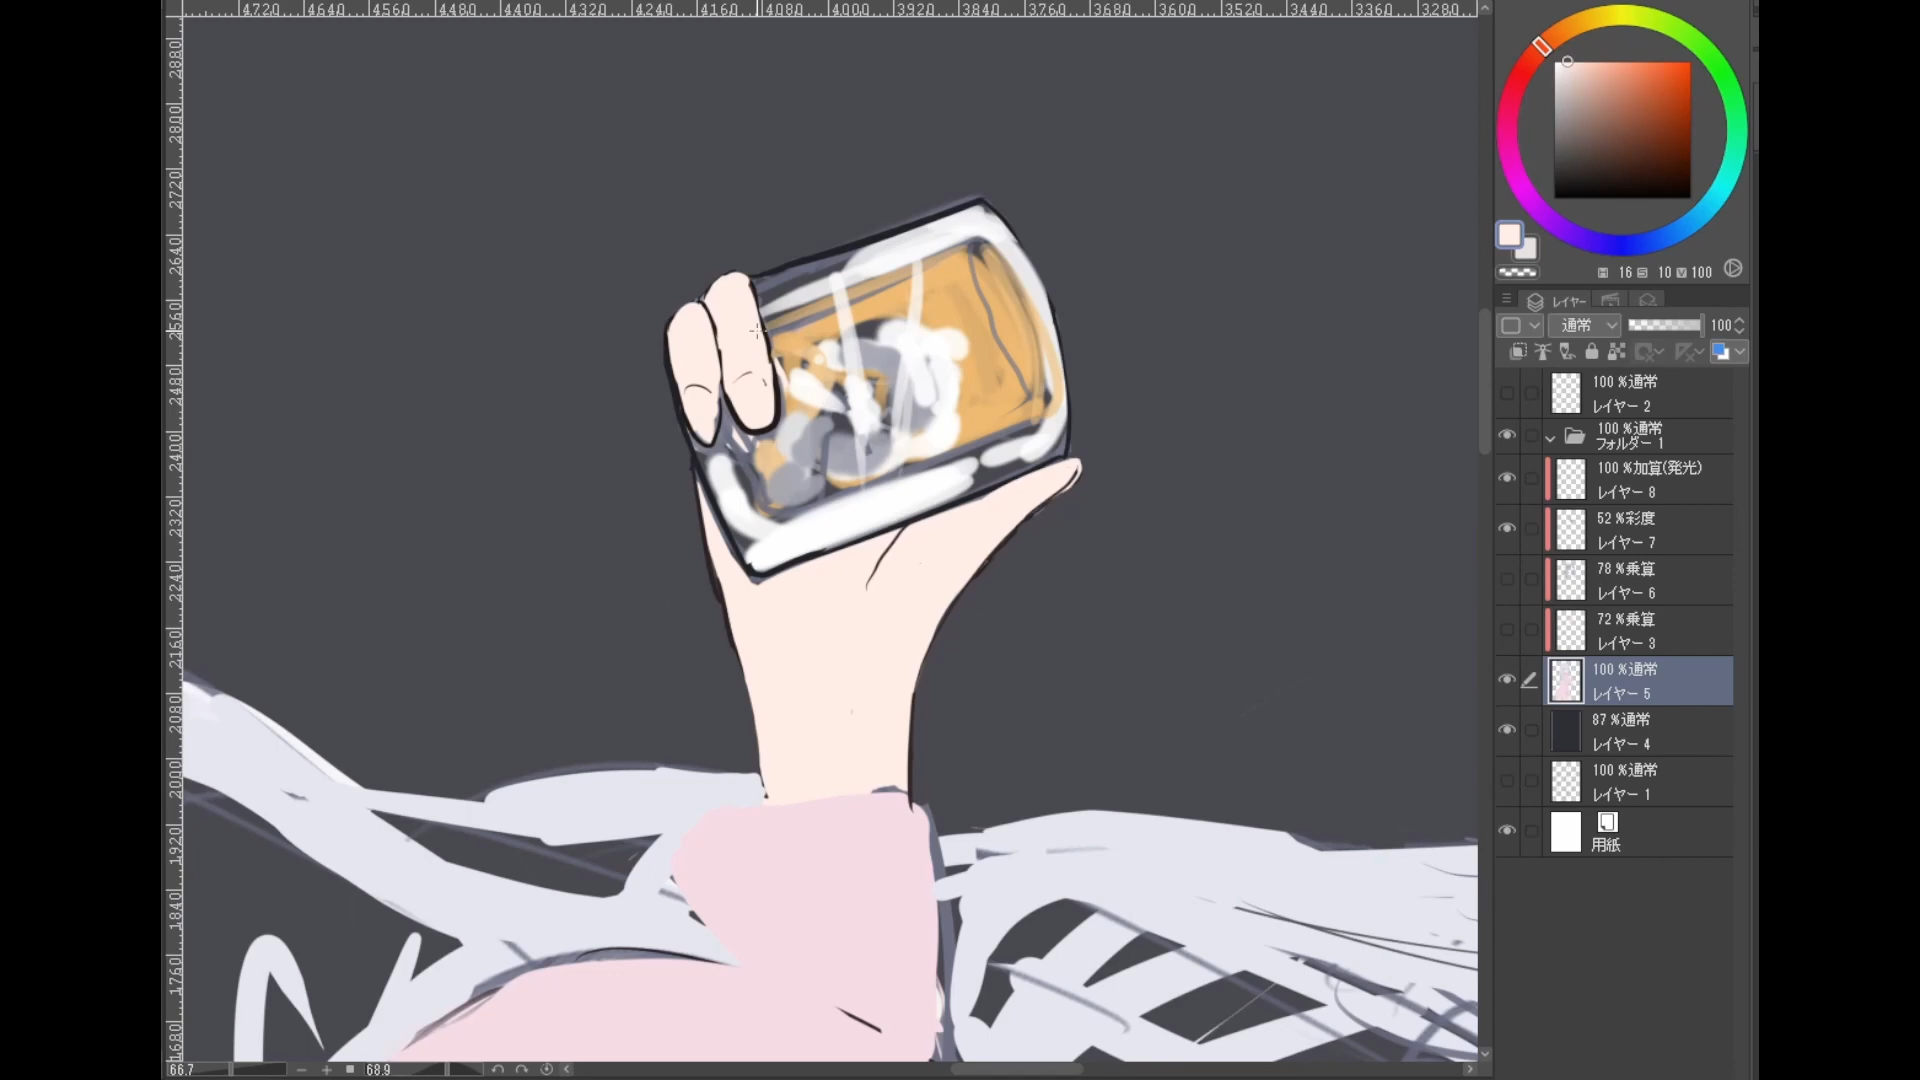 4720 4640 4560 4480 4400 4320 4240 4160 4080 4000 3920 3840 3760 3680 3600 3520 3440 3360 3280
2880
2800
2720
2640
2560
2480
2400
2320
2240
2160
2080
2000
1920
1840
1760
1680
H 16 S 10 V 100
レイヤー
通常 100
100 %通常
レイヤー 2
100 %通常
フォルダー 1
100 %加算(発光)
レイヤー 8
52 %彩度
レイヤー 7
78 %乗算
レイヤー 6
72 %乗算
レイヤー 3
100 %通常
レイヤー 5
87 %通常
レイヤー 4
100 %通常
レイヤー 1
用紙
66.7 68.9